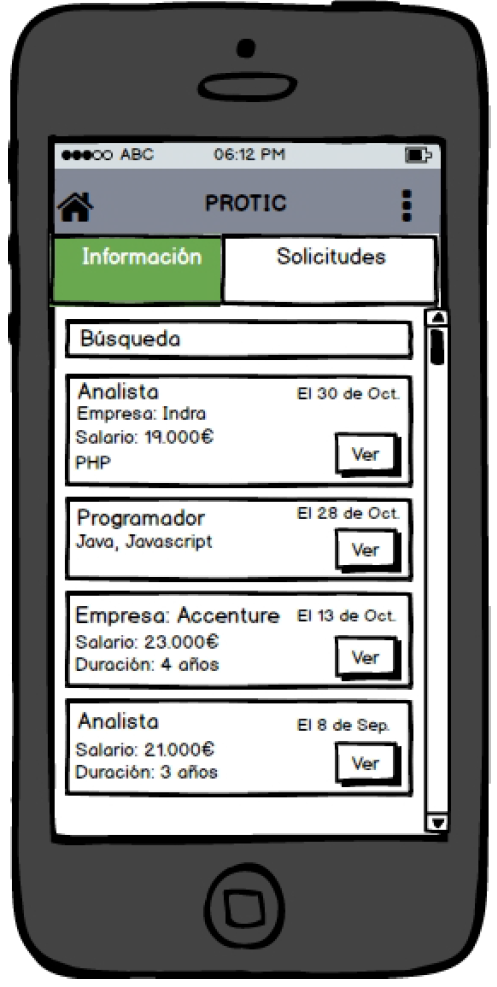 ABC 06:12 PM
PROTIC
Información Solicitudes
Búsqueda
Analista El 30 de Oct.
Empresa: Indra
Salario: 19.000€
PHP Ver
Programador El 28 de Oct.
Java, Javascript Ver
Empresa: Accenture El 13 de Oct.
Salario: 23.000€
Duración: 4 años Ver
Analista El 8 de Sep.
Salario: 21.000€
Duración: 3 años Ver